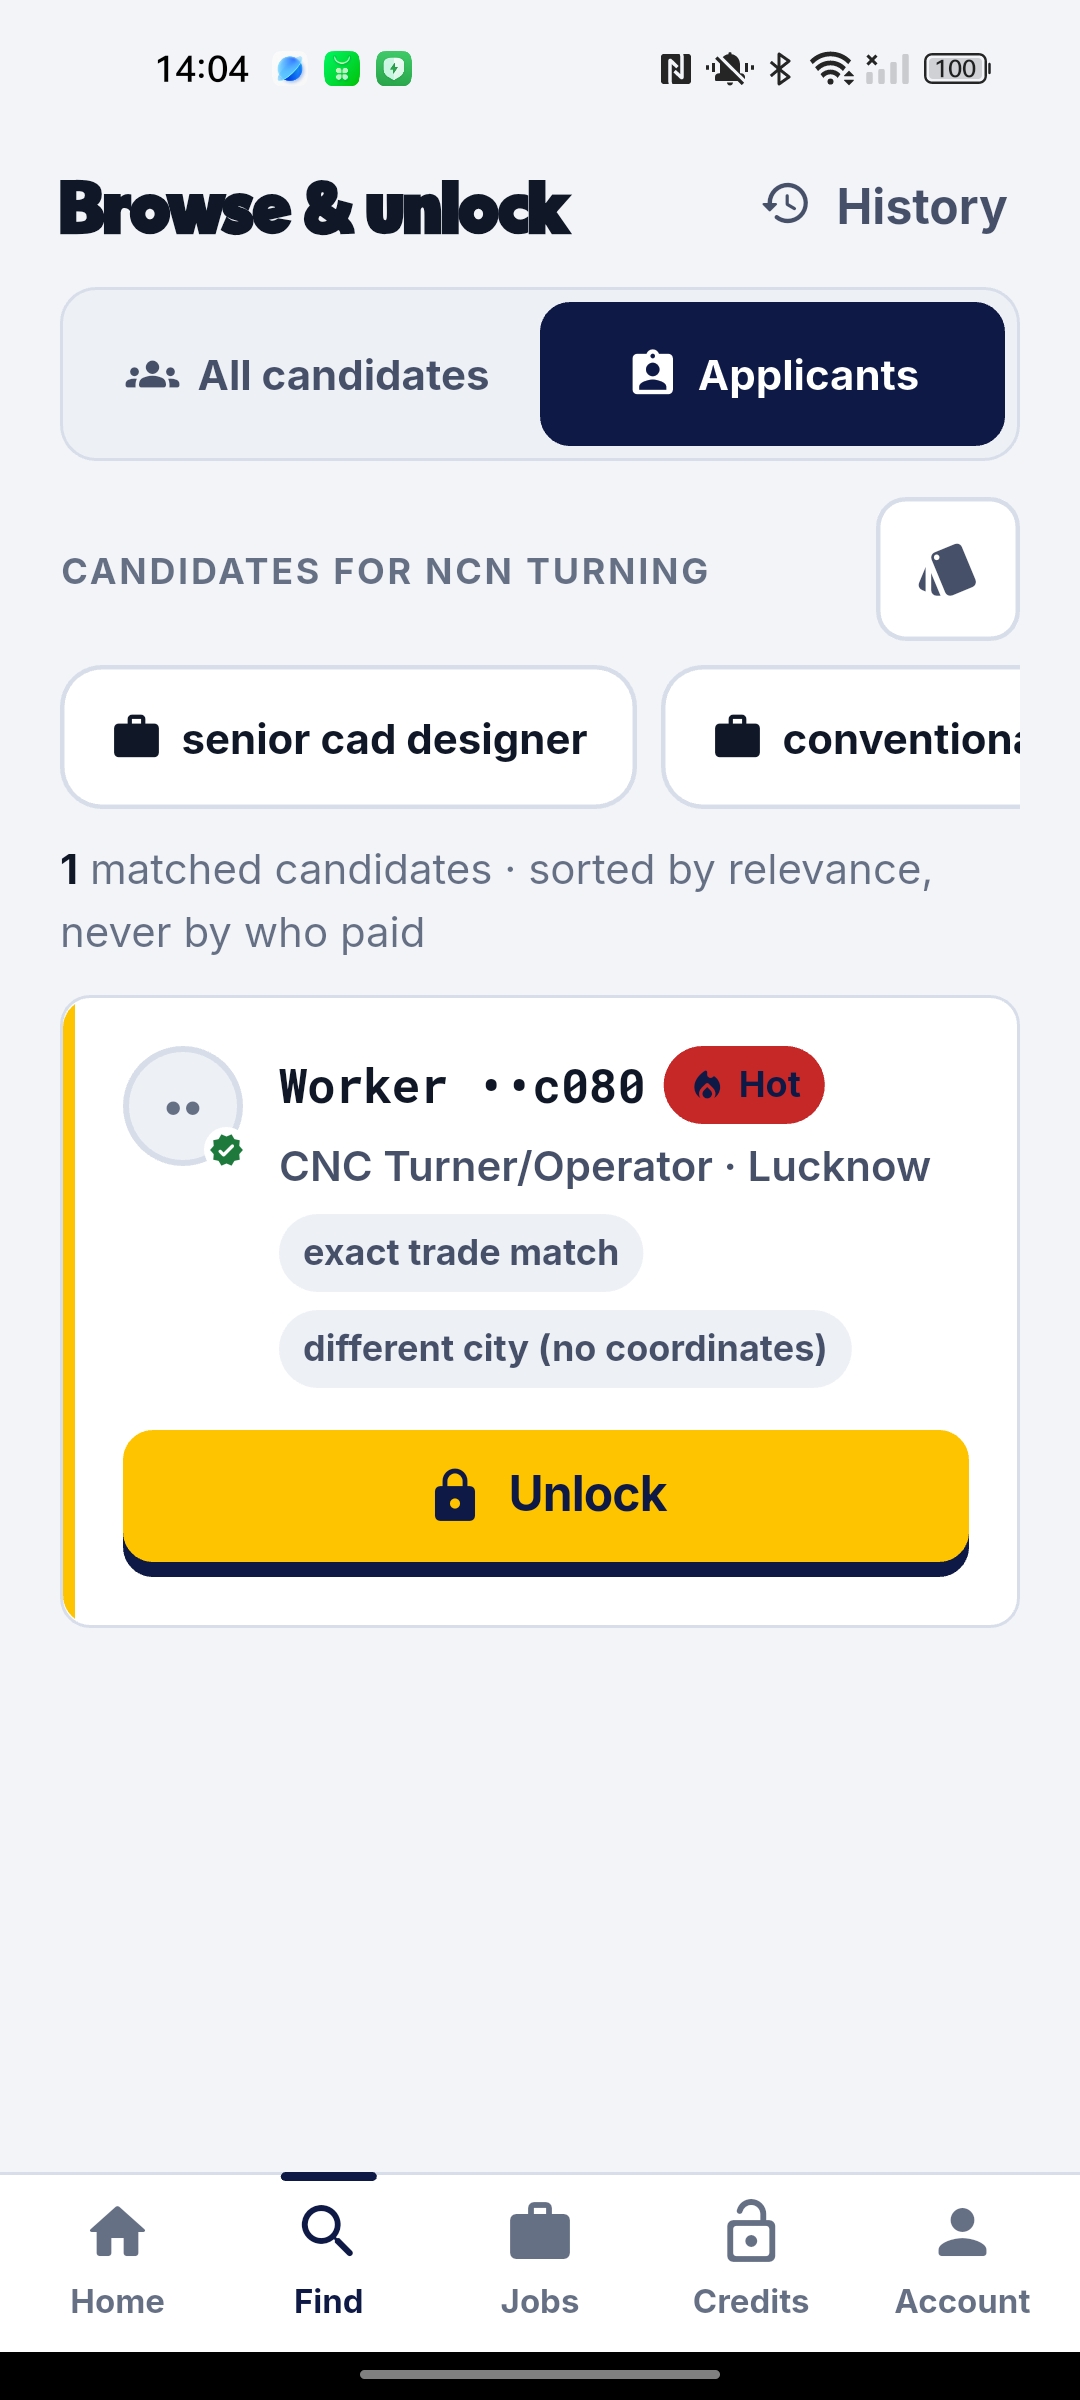 14:04
100
Browse & unlock
History
All candidates
Applicants
CANDIDATES FOR NCN TURNING
senior cad designer
conventiona
1 matched candidates · sorted by relevance,
never by who paid
Worker ··c080
Hot
CNC Turner/Operator · Lucknow
exact trade match
different city (no coordinates)
Unlock
Home
Find
Jobs
Credits
Account